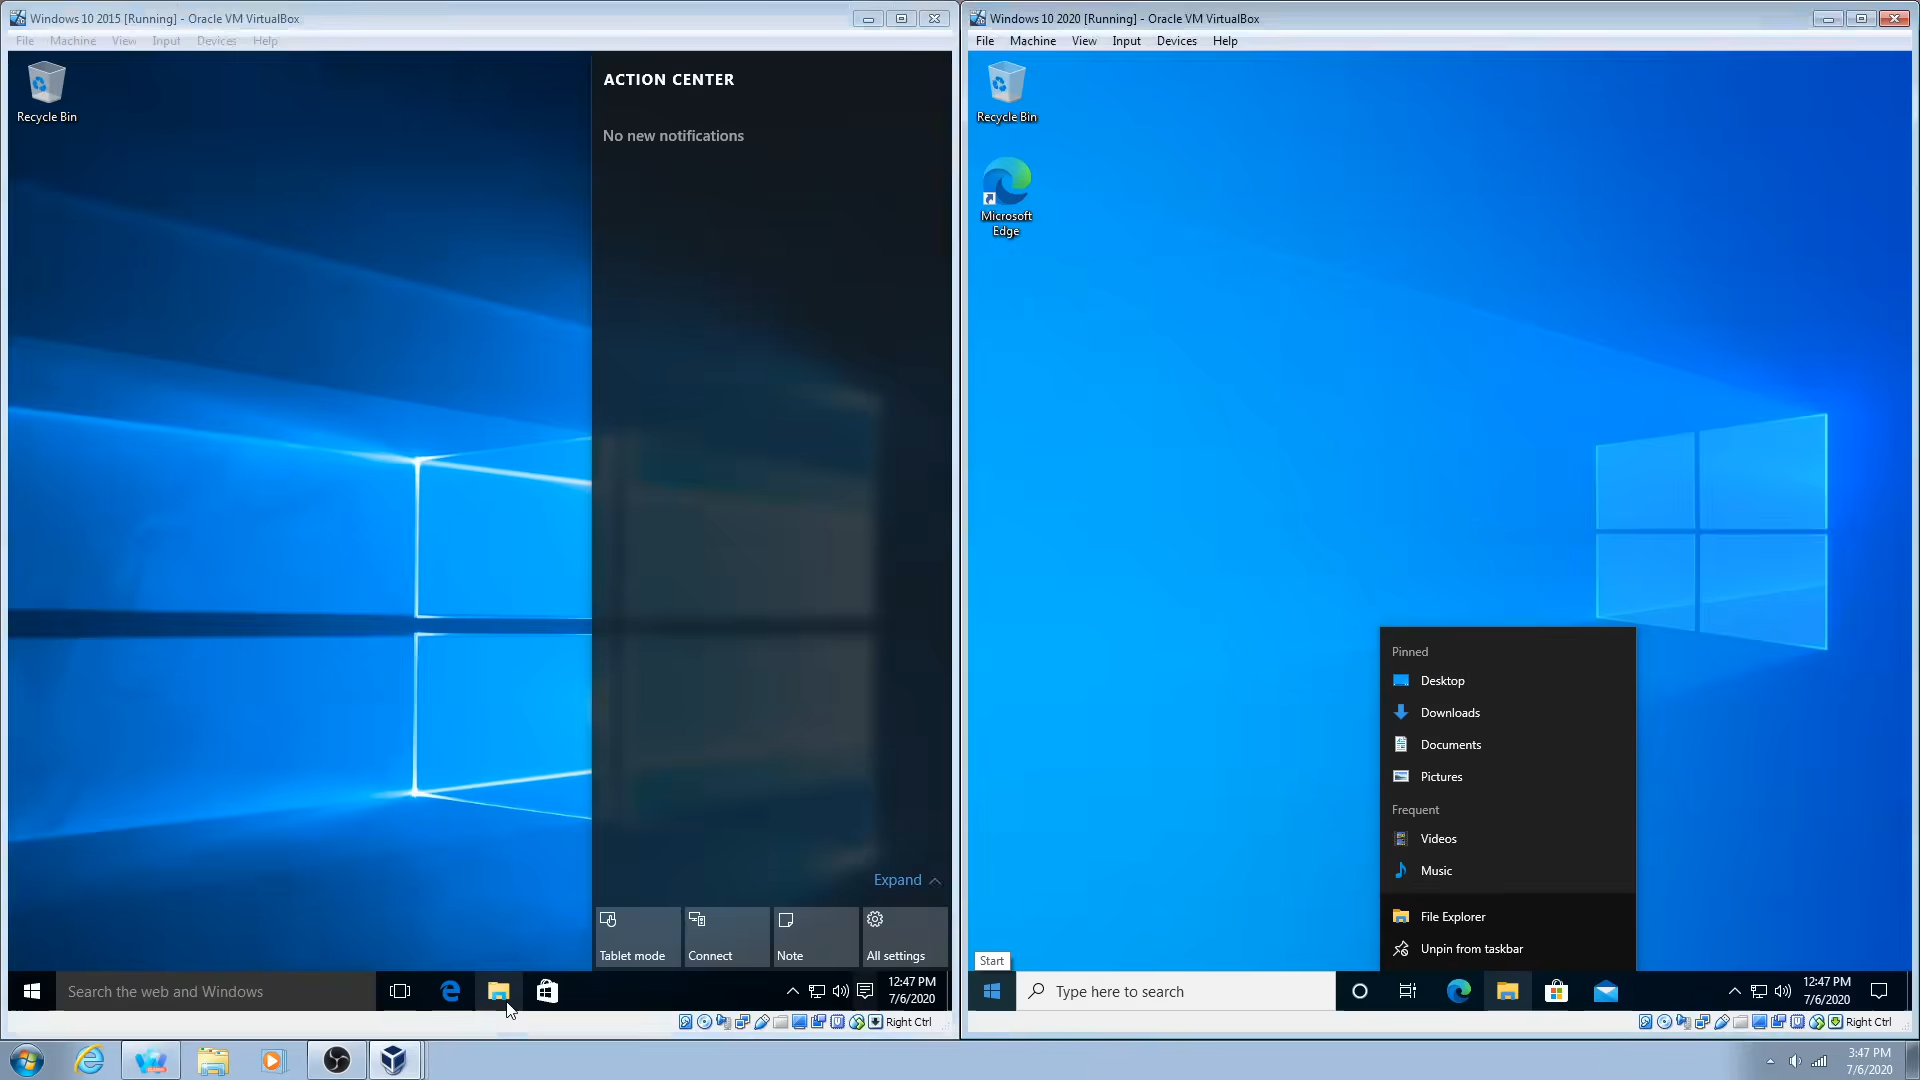 Windows 10 2015 [Running] - Oracle VM VirtualBox
File Machine View Input Devices Help
Recycle Bin
ACTION CENTER
No new notifications
Expand
Tablet mode
Connect
Note
All settings
Search the web and Windows
12:47 PM
7/6/2020
Right Ctrl
Windows 10 2020 [Running] - Oracle VM VirtualBox
File Machine View Input Devices Help
Recycle Bin
Microsoft
Edge
Pinned
Desktop
Downloads
Documents
Pictures
Frequent
Videos
Music
File Explorer
Unpin from taskbar
Start
Type here to search
12:47 PM
7/6/2020
Right Ctrl
3:47 PM
7/6/2020